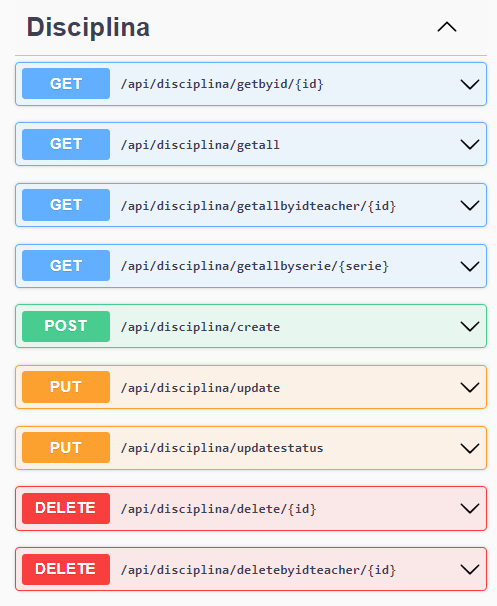 Disciplina
GET /api/disciplina/getbyid/{id}
GET /api/disciplina/getall
GET /api/disciplina/getallbyidteacher/{id}
GET /api/disciplina/getallbyserie/{serie}
POST /api/disciplina/create
PUT /api/disciplina/update
PUT /api/disciplina/updatestatus
DELETE /api/disciplina/delete/{id}
DELETE /api/disciplina/deletebyidteacher/{id}